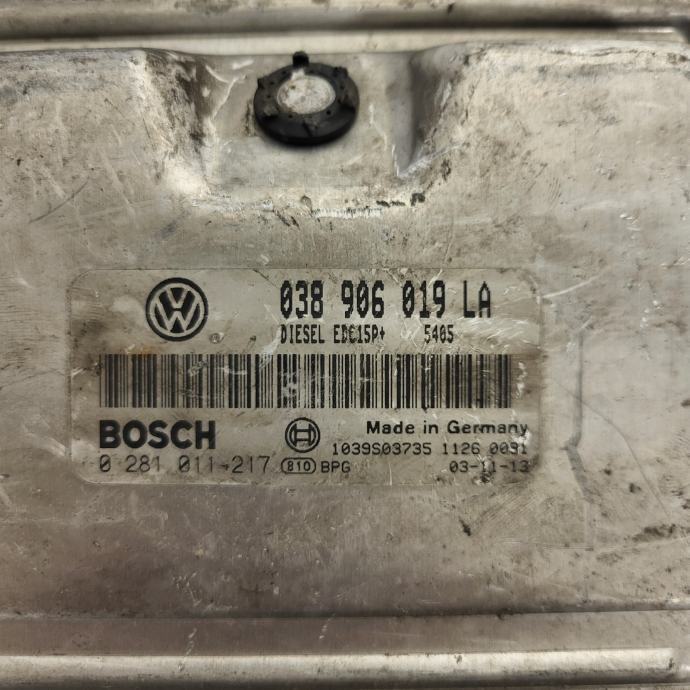 VW 038 906 019 LA
DIESEL EDC15P+ 5405
BOSCH Made in Germany
1039S03735 1126 0091
0 281 011-217 810 BPG 03-11-13